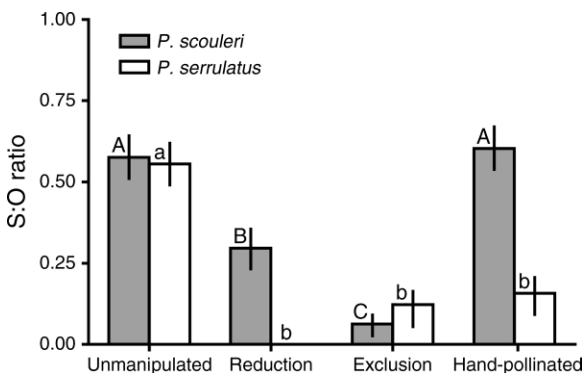 1.00
P. scouleri
P. serrulatus
0.75
S:O ratio
A
a
A
0.50
B
0.25
b
C
b
b
0.00
Unmanipulated Reduction Exclusion Hand-pollinated